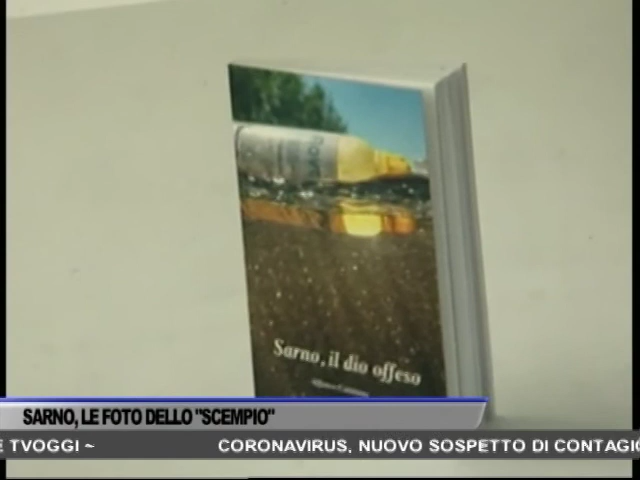 Sarno, il dio offeso
SARNO, LE FOTO DELLO "SCEMPIO"
E TVOGGI ~ CORONAVIRUS, NUOVO SOSPETTO DI CONTAGIO